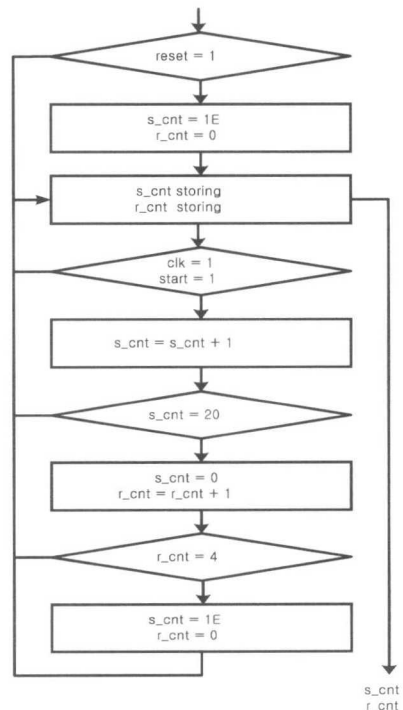 reset = 1
s_cnt = 1E
r_cnt = 0
s_cnt storing
r_cnt storing
clk = 1
start = 1
s_cnt = s_cnt + 1
s_cnt = 20
s_cnt = 0
r_cnt = r_cnt + 1
r_cnt = 4
s_cnt = 1E
r_cnt = 0
s_cnt
r_cnt